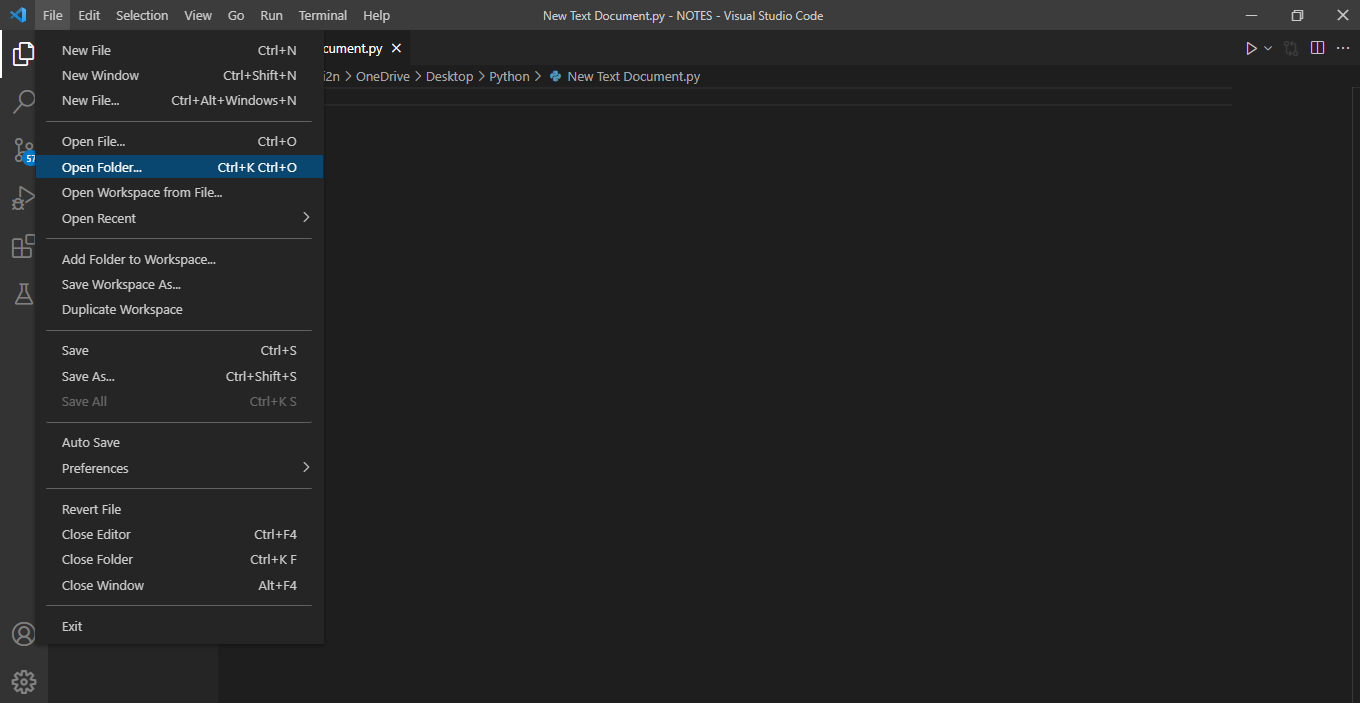 File Edit Selection View Go Run Terminal Help New Text Document.py - NOTES - Visual Studio Code
cument.py
i2n > OneDrive > Desktop > Python > New Text Document.py
New File Ctrl+N
New Window Ctrl+Shift+N
New File... Ctrl+Alt+Windows+N
Open File... Ctrl+O
57
Open Folder... Ctrl+K Ctrl+O
Open Workspace from File...
Open Recent
Add Folder to Workspace...
Save Workspace As...
Duplicate Workspace
Save Ctrl+S
Save As... Ctrl+Shift+S
Save All Ctrl+K S
Auto Save
Preferences
Revert File
Close Editor Ctrl+F4
Close Folder Ctrl+K F
Close Window Alt+F4
Exit